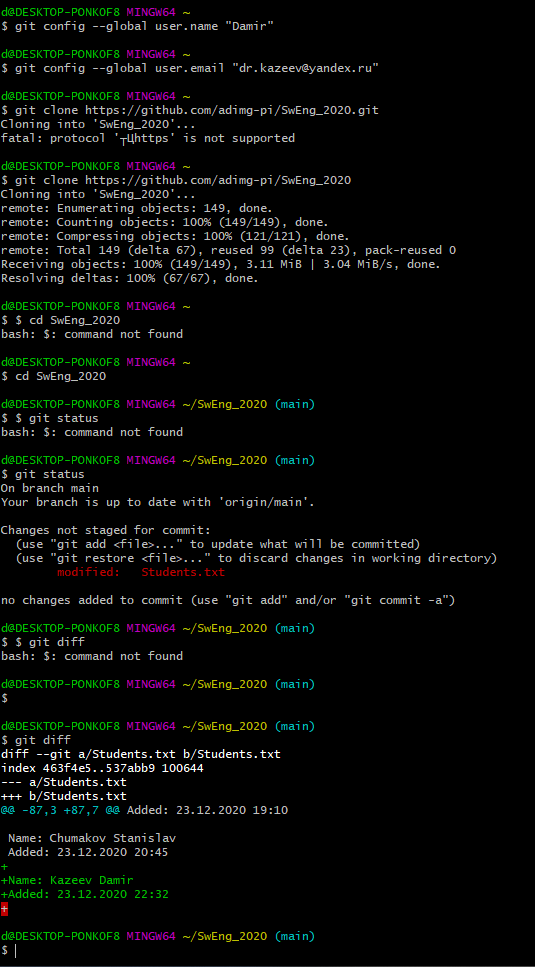 d@DESKTOP-PONKOF8 MINGW64 ~
$ git config --global user.name "Damir"
d@DESKTOP-PONKOF8 MINGW64 ~
$ git config --global user.email "dr.kazeev@yandex.ru"
d@DESKTOP-PONKOF8 MINGW64 ~
$ git clone https://github.com/adimg-pi/SwEng_2020.git
Cloning into 'SwEng_2020'...
fatal: protocol '┬Цhttps' is not supported
d@DESKTOP-PONKOF8 MINGW64 ~
$ git clone https://github.com/adimg-pi/SwEng_2020
Cloning into 'SwEng_2020'...
remote: Enumerating objects: 149, done.
remote: Counting objects: 100% (149/149), done.
remote: Compressing objects: 100% (121/121), done.
remote: Total 149 (delta 67), reused 99 (delta 23), pack-reused 0
Receiving objects: 100% (149/149), 3.11 MiB | 3.04 MiB/s, done.
Resolving deltas: 100% (67/67), done.
d@DESKTOP-PONKOF8 MINGW64 ~
$ $ cd SwEng_2020
bash: $: command not found
d@DESKTOP-PONKOF8 MINGW64 ~
$ cd SwEng_2020
d@DESKTOP-PONKOF8 MINGW64 ~/SwEng_2020 (main)
$ $ git status
bash: $: command not found
d@DESKTOP-PONKOF8 MINGW64 ~/SwEng_2020 (main)
$ git status
On branch main
Your branch is up to date with 'origin/main'.
Changes not staged for commit:
  (use "git add <file>..." to update what will be committed)
  (use "git restore <file>..." to discard changes in working directory)
        modified:   Students.txt
no changes added to commit (use "git add" and/or "git commit -a")
d@DESKTOP-PONKOF8 MINGW64 ~/SwEng_2020 (main)
$ $ git diff
bash: $: command not found
d@DESKTOP-PONKOF8 MINGW64 ~/SwEng_2020 (main)
$
d@DESKTOP-PONKOF8 MINGW64 ~/SwEng_2020 (main)
$ git diff
diff --git a/Students.txt b/Students.txt
index 463f4e5..537abb9 100644
--- a/Students.txt
+++ b/Students.txt
@@ -87,3 +87,7 @@ Added: 23.12.2020 19:10
 Name: Chumakov Stanislav
 Added: 23.12.2020 20:45
+
+Name: Kazeev Damir
+Added: 23.12.2020 22:32
+
d@DESKTOP-PONKOF8 MINGW64 ~/SwEng_2020 (main)
$